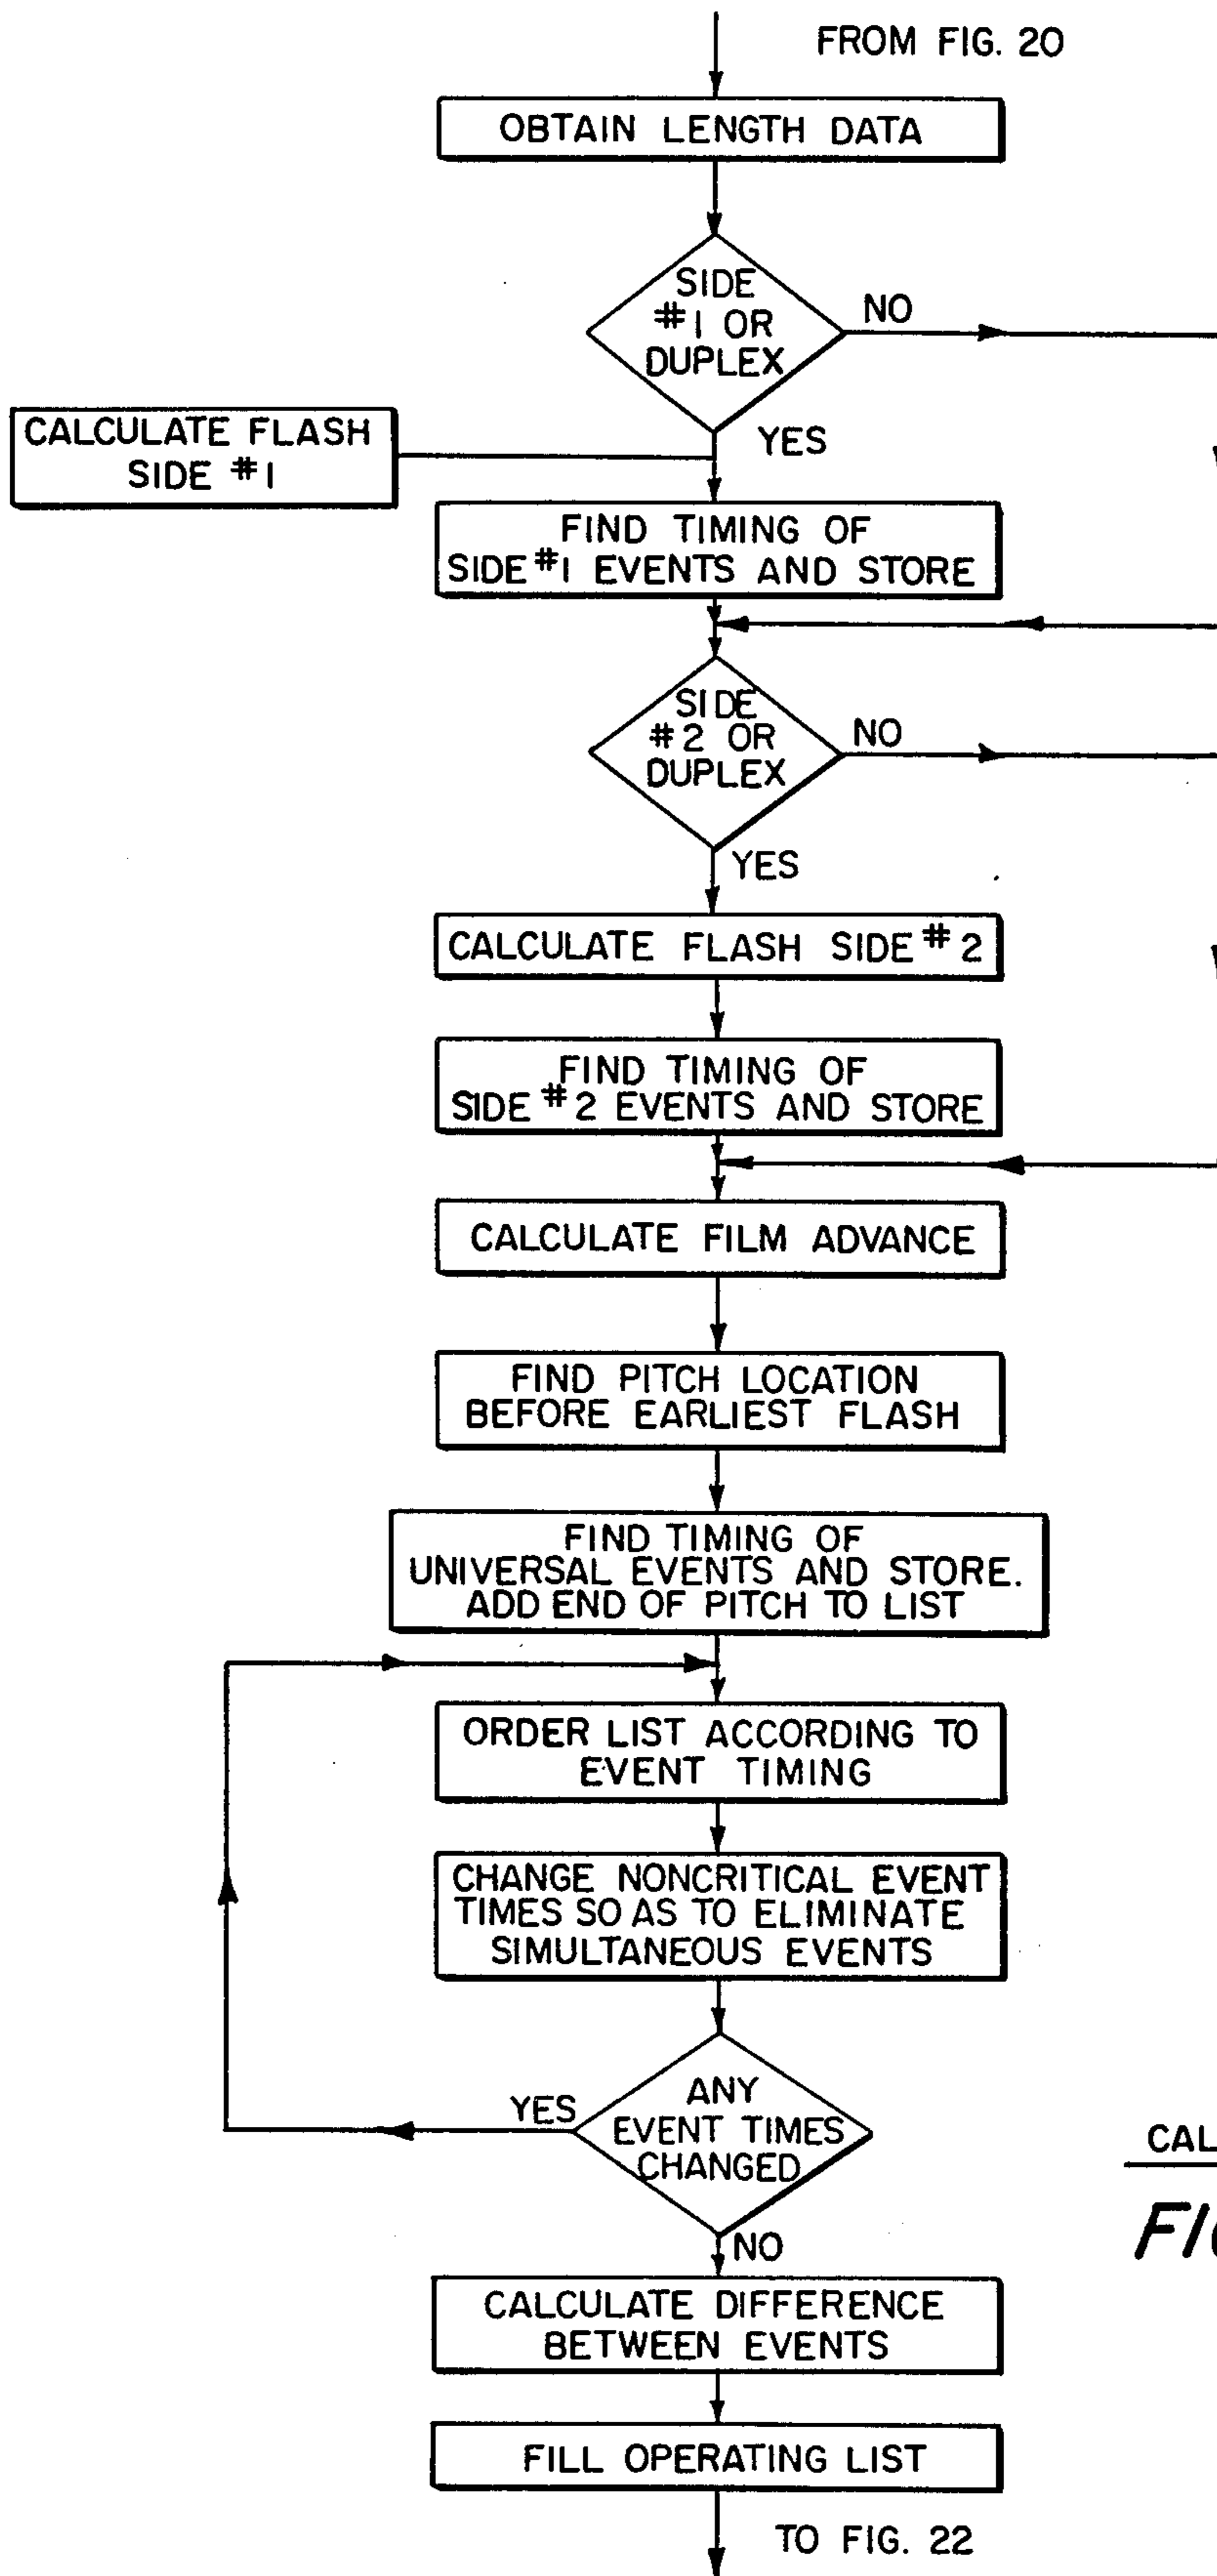 FROM FIG. 20
OBTAIN LENGTH DATA
SIDE
#1 OR
DUPLEX
NO
YES
CALCULATE FLASH
SIDE #1
FIND TIMING OF
SIDE #1 EVENTS AND STORE
SIDE
#2 OR
DUPLEX
NO
YES
CALCULATE FLASH SIDE #2
FIND TIMING OF
SIDE #2 EVENTS AND STORE
CALCULATE FILM ADVANCE
FIND PITCH LOCATION
BEFORE EARLIEST FLASH
FIND TIMING OF
UNIVERSAL EVENTS AND STORE.
ADD END OF PITCH TO LIST
ORDER LIST ACCORDING TO
EVENT TIMING
CHANGE NONCRITICAL EVENT
TIMES SO AS TO ELIMINATE
SIMULTANEOUS EVENTS
ANY
EVENT TIMES
CHANGED
YES
NO
CAL
CALCULATE DIFFERENCE
BETWEEN EVENTS
FILL OPERATING LIST
TO FIG. 22